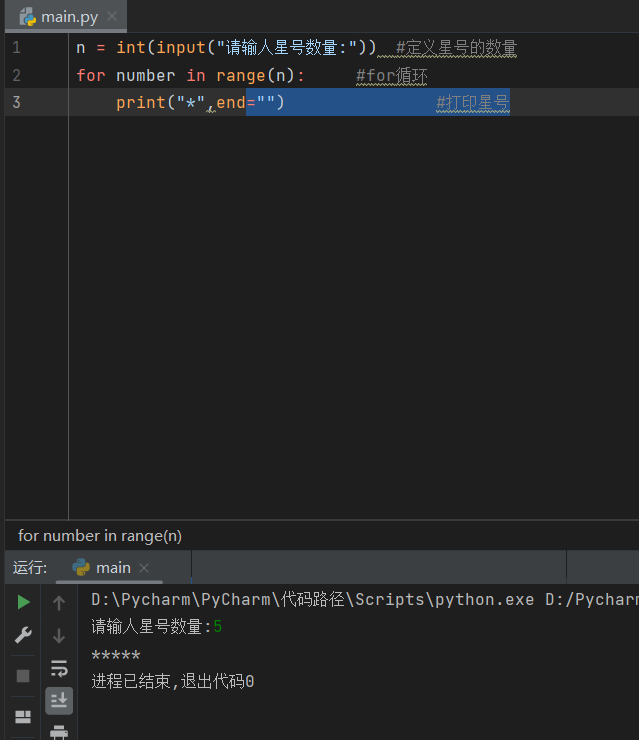 main.py
1 n = int(input("请输人星号数量:")) #定义星号的数量
2 for number in range(n): #for循环
3 print("*",end="") #打印星号
for number in range(n)
运行: main
D:\Pycharm\PyCharm\代码路径\Scripts\python.exe D:/Pycharm
请输人星号数量:5
*****
进程已结束,退出代码0